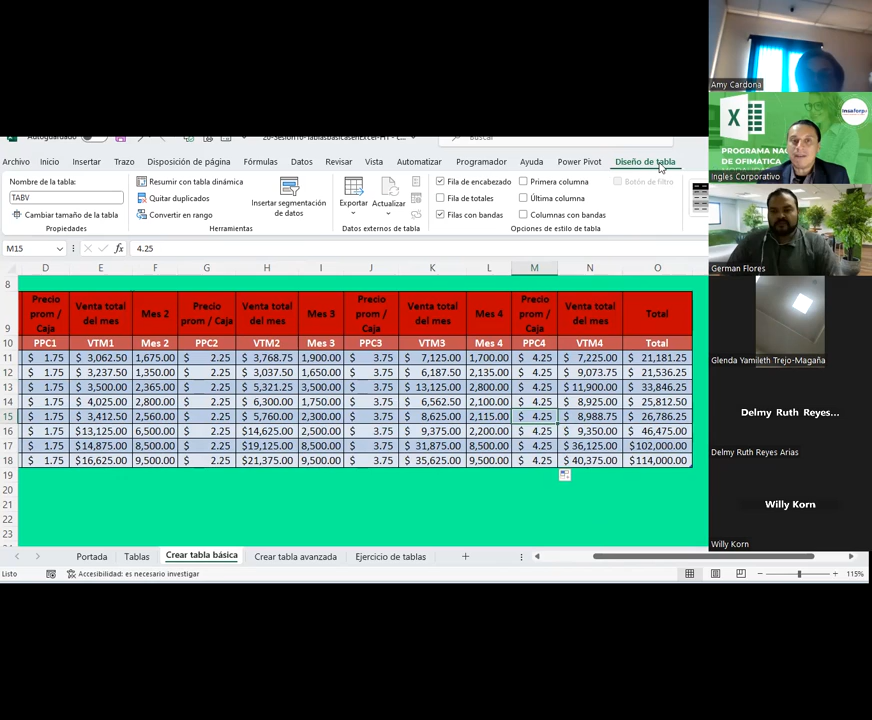 Autoguardado
20-Sesion10-TablasbasicasenExcel-H1
Buscar
Archivo Inicio Insertar Trazo Disposición de página Fórmulas Datos Revisar Vista Automatizar Programador Ayuda Power Pivot Diseño de tabla
Nombre de la tabla:
TABV
Cambiar tamaño de la tabla
Propiedades
Resumir con tabla dinámica
Quitar duplicados
Convertir en rango
Herramientas
Insertar segmentación de datos
Exportar
Actualizar
Datos externos de tabla
Fila de encabezado
Fila de totales
Filas con bandas
Primera columna
Última columna
Columnas con bandas
Botón de filtro
Opciones de estilo de tabla
M15 fx 4.25
D E F G H I J K L M N O
8
9 Precio prom / Caja Venta total del mes Mes 2 Precio prom / Caja Venta total del mes Mes 3 Precio prom / Caja Venta total del mes Mes 4 Precio prom / Caja Venta total del mes Total
10 PPC1 VTM1 Mes 2 PPC2 VTM2 Mes 3 PPC3 VTM3 Mes 4 PPC4 VTM4 Total
11 $ 1.75 $ 3,062.50 1,675.00 $ 2.25 $ 3,768.75 1,900.00 $ 3.75 $ 7,125.00 1,700.00 $ 4.25 $ 7,225.00 $ 21,181.25
12 $ 1.75 $ 3,237.50 1,350.00 $ 2.25 $ 3,037.50 1,650.00 $ 3.75 $ 6,187.50 2,135.00 $ 4.25 $ 9,073.75 $ 21,536.25
13 $ 1.75 $ 3,500.00 2,365.00 $ 2.25 $ 5,321.25 3,500.00 $ 3.75 $ 13,125.00 2,800.00 $ 4.25 $ 11,900.00 $ 33,846.25
14 $ 1.75 $ 4,025.00 2,800.00 $ 2.25 $ 6,300.00 1,750.00 $ 3.75 $ 6,562.50 2,100.00 $ 4.25 $ 8,925.00 $ 25,812.50
15 $ 1.75 $ 3,412.50 2,560.00 $ 2.25 $ 5,760.00 2,300.00 $ 3.75 $ 8,625.00 2,115.00 $ 4.25 $ 8,988.75 $ 26,786.25
16 $ 1.75 $ 13,125.00 6,500.00 $ 2.25 $ 14,625.00 2,500.00 $ 3.75 $ 9,375.00 2,200.00 $ 4.25 $ 9,350.00 $ 46,475.00
17 $ 1.75 $ 14,875.00 8,500.00 $ 2.25 $ 19,125.00 8,500.00 $ 3.75 $ 31,875.00 8,500.00 $ 4.25 $ 36,125.00 $102,000.00
18 $ 1.75 $ 16,625.00 9,500.00 $ 2.25 $ 21,375.00 9,500.00 $ 3.75 $ 35,625.00 9,500.00 $ 4.25 $ 40,375.00 $114,000.00
19
20
21
22
23
Portada Tablas Crear tabla básica Crear tabla avanzada Ejercicio de tablas
Listo Accesibilidad: es necesario investigar 115%
Amy Cardona
PROGRAMA
DE OFIMÁTICA
Inglés Corporativo
German Flores
Glenda Yamileth Trejo-Magaña
Delmy Ruth Reyes...
Delmy Ruth Reyes Arias
Willy Korn
Willy Korn